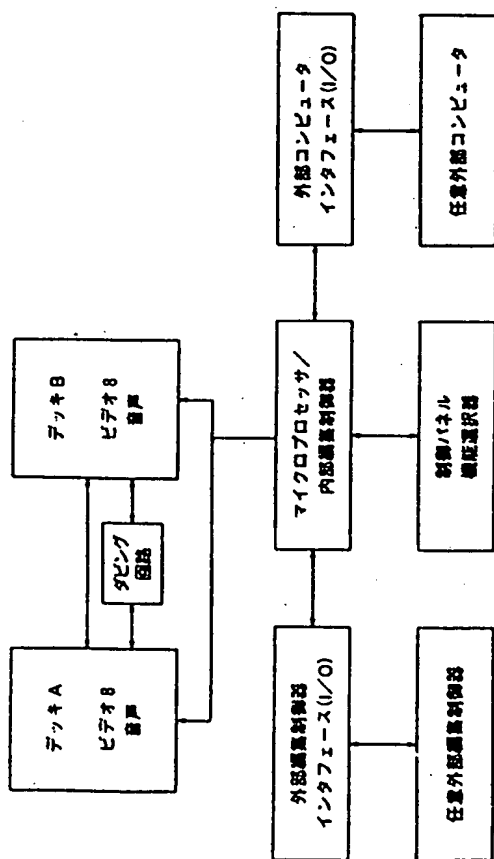 デッキA
ビデオ8
音声
ダビング
回路
デッキB
ビデオ8
音声
外部編集制御器
インタフェース(I/O)
マイクロプロセッサ/
内部編集制御器
外部コンピュータ
インタフェース(I/O)
任意外部編集制御器
制御パネル
機能選択器
任意外部コンピュータ